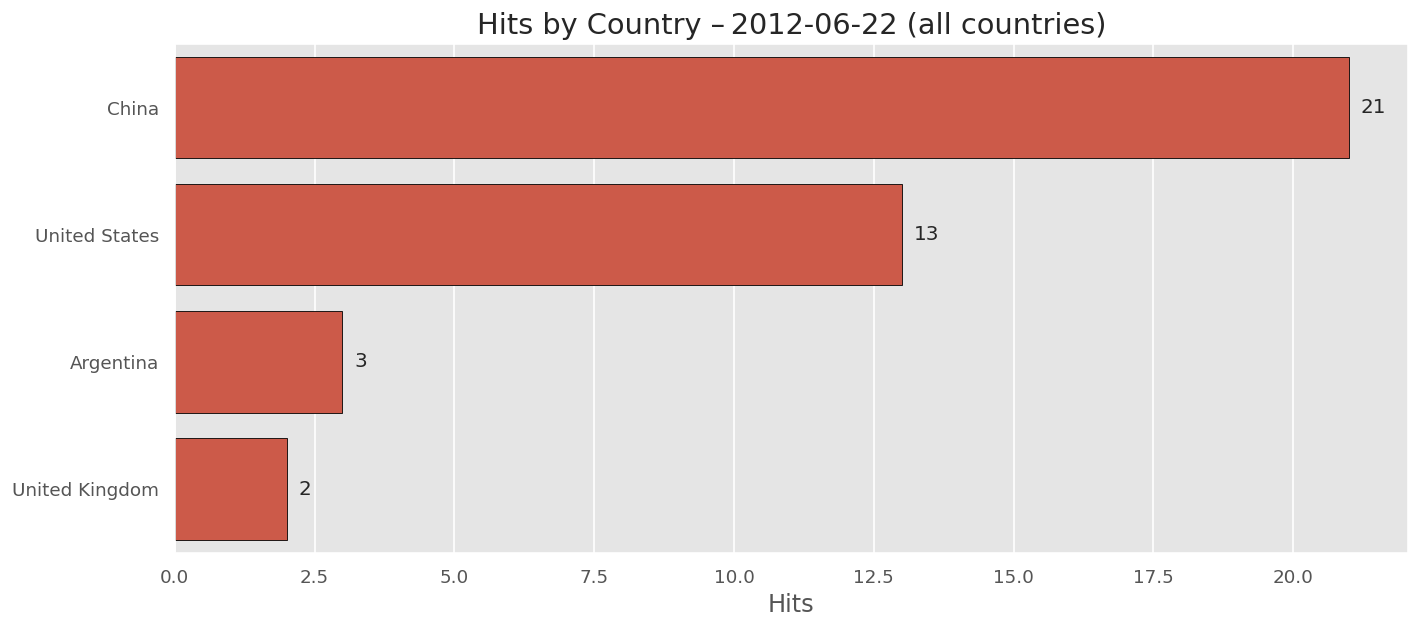 Hits by Country – 2012-06-22 (all countries)
China
21
United States
13
Argentina
3
United Kingdom
2
0.0 2.5 5.0 7.5 10.0 12.5 15.0 17.5 20.0
Hits